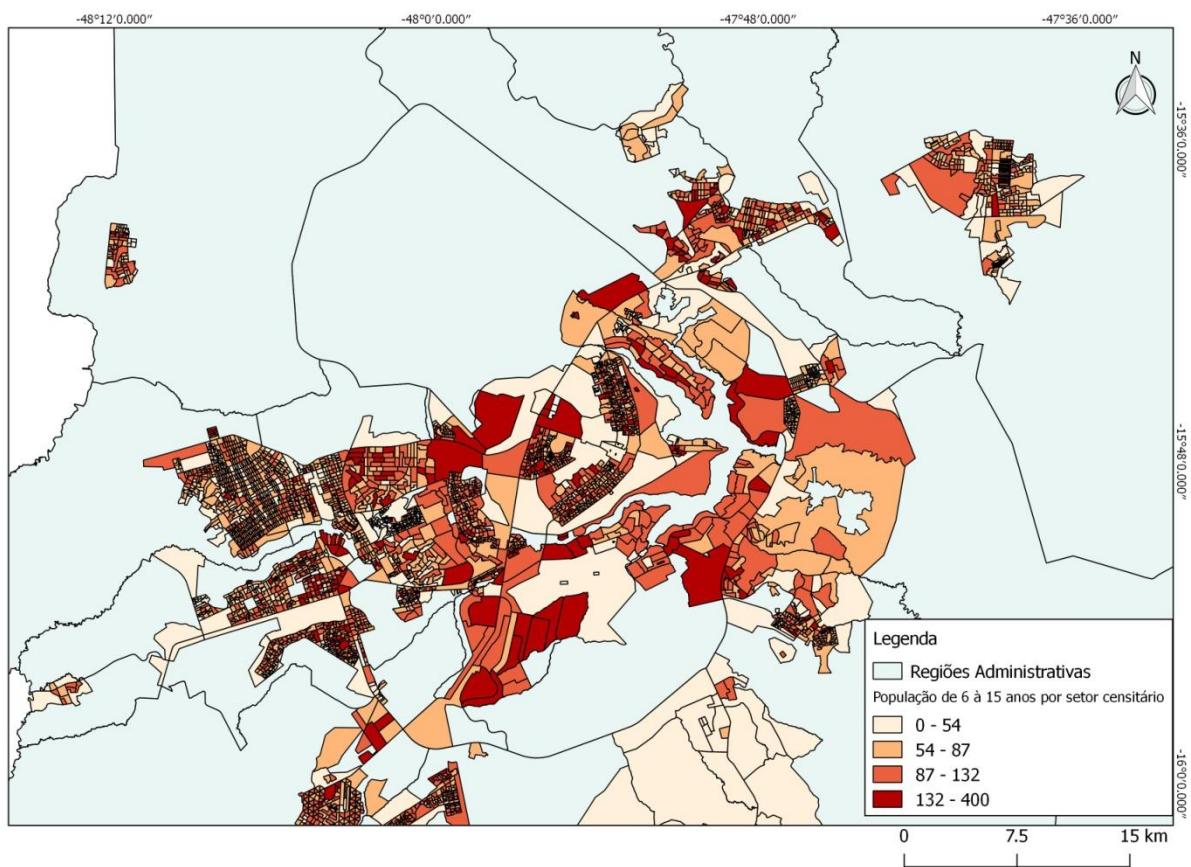 -48°12′0.000″
-48°0′0.000″
-47°48′0.000″
-47°36′0.000″
N
-15°36′0.000″
-15°48′0.000″
-16°0′0.000″
Legenda
Regiões Administrativas
População de 6 à 15 anos por setor censitário
0 - 54
54 - 87
87 - 132
132 - 400
0 7.5 15 km